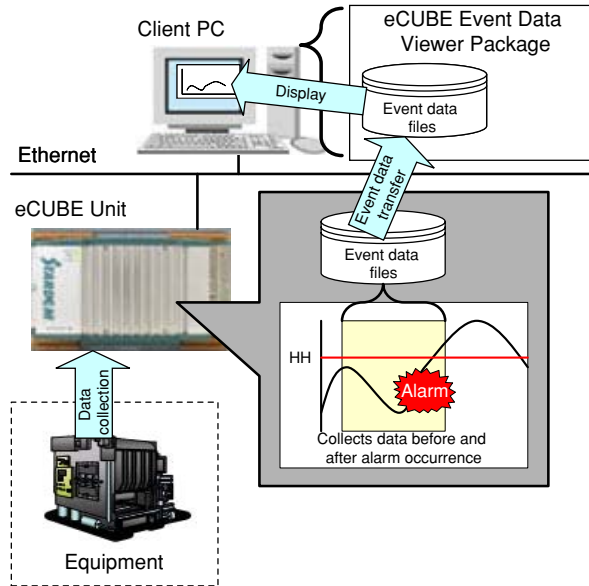 Client PC
eCUBE Event Data
Viewer Package
Display
Event data
files
Ethernet
Event data
transfer
eCUBE Unit
STARDOM
Event data
files
HH
Alarm
Collects data before and
after alarm occurrence
Data
collection
Equipment